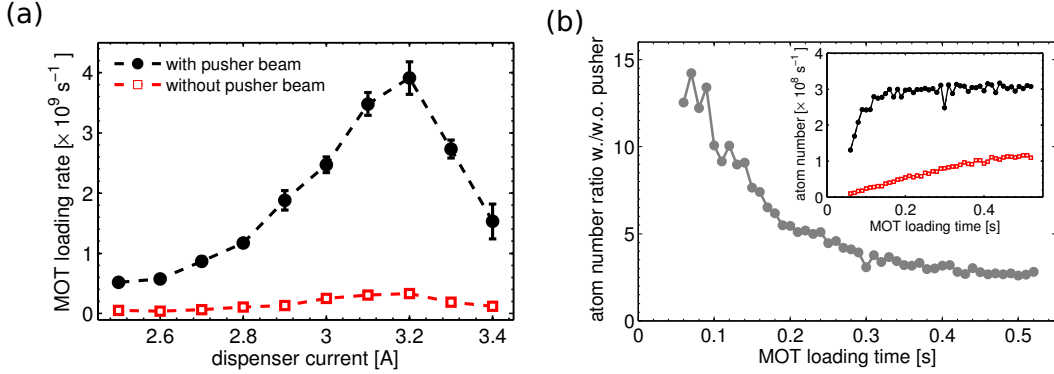 (a)
MOT loading rate [× 10⁹ s⁻¹]
4
3
2
1
0
with pusher beam
without pusher beam
2.6
2.8
3
3.2
3.4
dispenser current [A]
(b)
atom number ratio w./w.o. pusher
15
10
5
0
0
0.1
0.2
0.3
0.4
0.5
MOT loading time [s]
atom number [× 10⁸ s⁻¹]
4
3
2
1
0
0
0.2
0.4
MOT loading time [s]